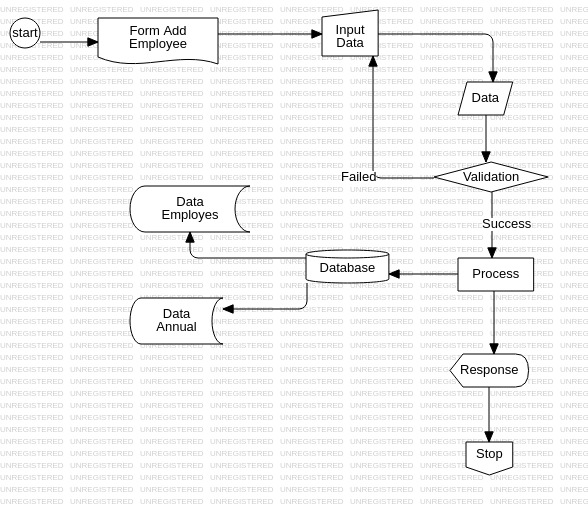 start
Form Add
Employee
Input
Data
Data
Failed
Validation
Success
Data
Employes
Database
Process
Data
Annual
Response
Stop
UNREGISTERED